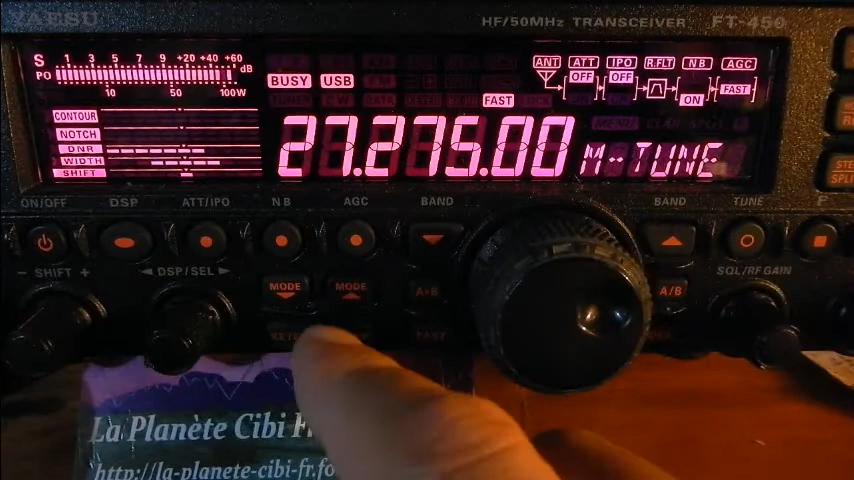 YAESU HF/50MHz TRANSCEIVER FT-450
S 1 3 5 7 9 +20 +40 +60 dB
PO 10 50 100W
BUSY USB
FAST
ANT ATT IPO R.FLT NB AGC
OFF OFF ON FAST
CONTOUR
NOTCH
DNR
WIDTH
SHIFT
27.275.00 M-TUNE
ON/OFF DSP ATT/IPO NB AGC BAND BAND TUNE F
STEP
SPLIT
- SHIFT + ◄DSP/SEL► MODE MODE A►B A/B SQL/RF GAIN
FAST
La Planète Cibi
http://la-planete-cibi-fr.fo